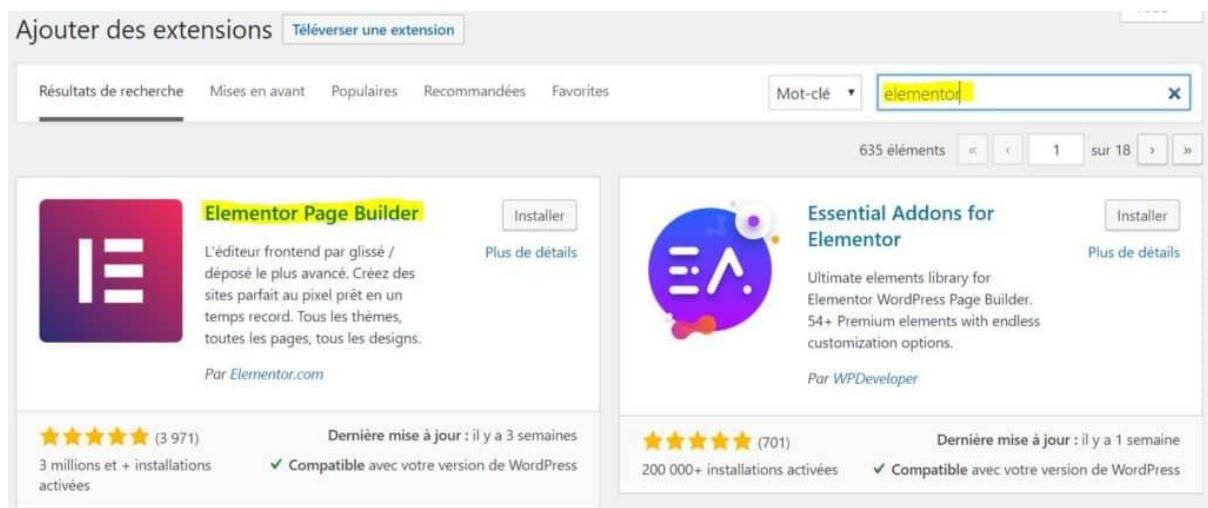 Ajouter des extensions Téléverser une extension
Résultats de recherche Mises en avant Populaires Recommandées Favorites Mot-clé elementor
635 éléments « ‹ 1 sur 18 › »
Elementor Page Builder
Installer
Plus de détails
L'éditeur frontend par glissé /
déposé le plus avancé. Créez des
sites parfait au pixel prêt en un
temps record. Tous les thèmes,
toutes les pages, tous les designs.
Par Elementor.com
(3 971)
3 millions et + installations
activées
Dernière mise à jour : il y a 3 semaines
✓ Compatible avec votre version de WordPress
Essential Addons for
Elementor
Installer
Plus de détails
Ultimate elements library for
Elementor WordPress Page Builder.
54+ Premium elements with endless
customization options.
Par WPDeveloper
(701)
200 000+ installations activées
Dernière mise à jour : il y a 1 semaine
✓ Compatible avec votre version de WordPress